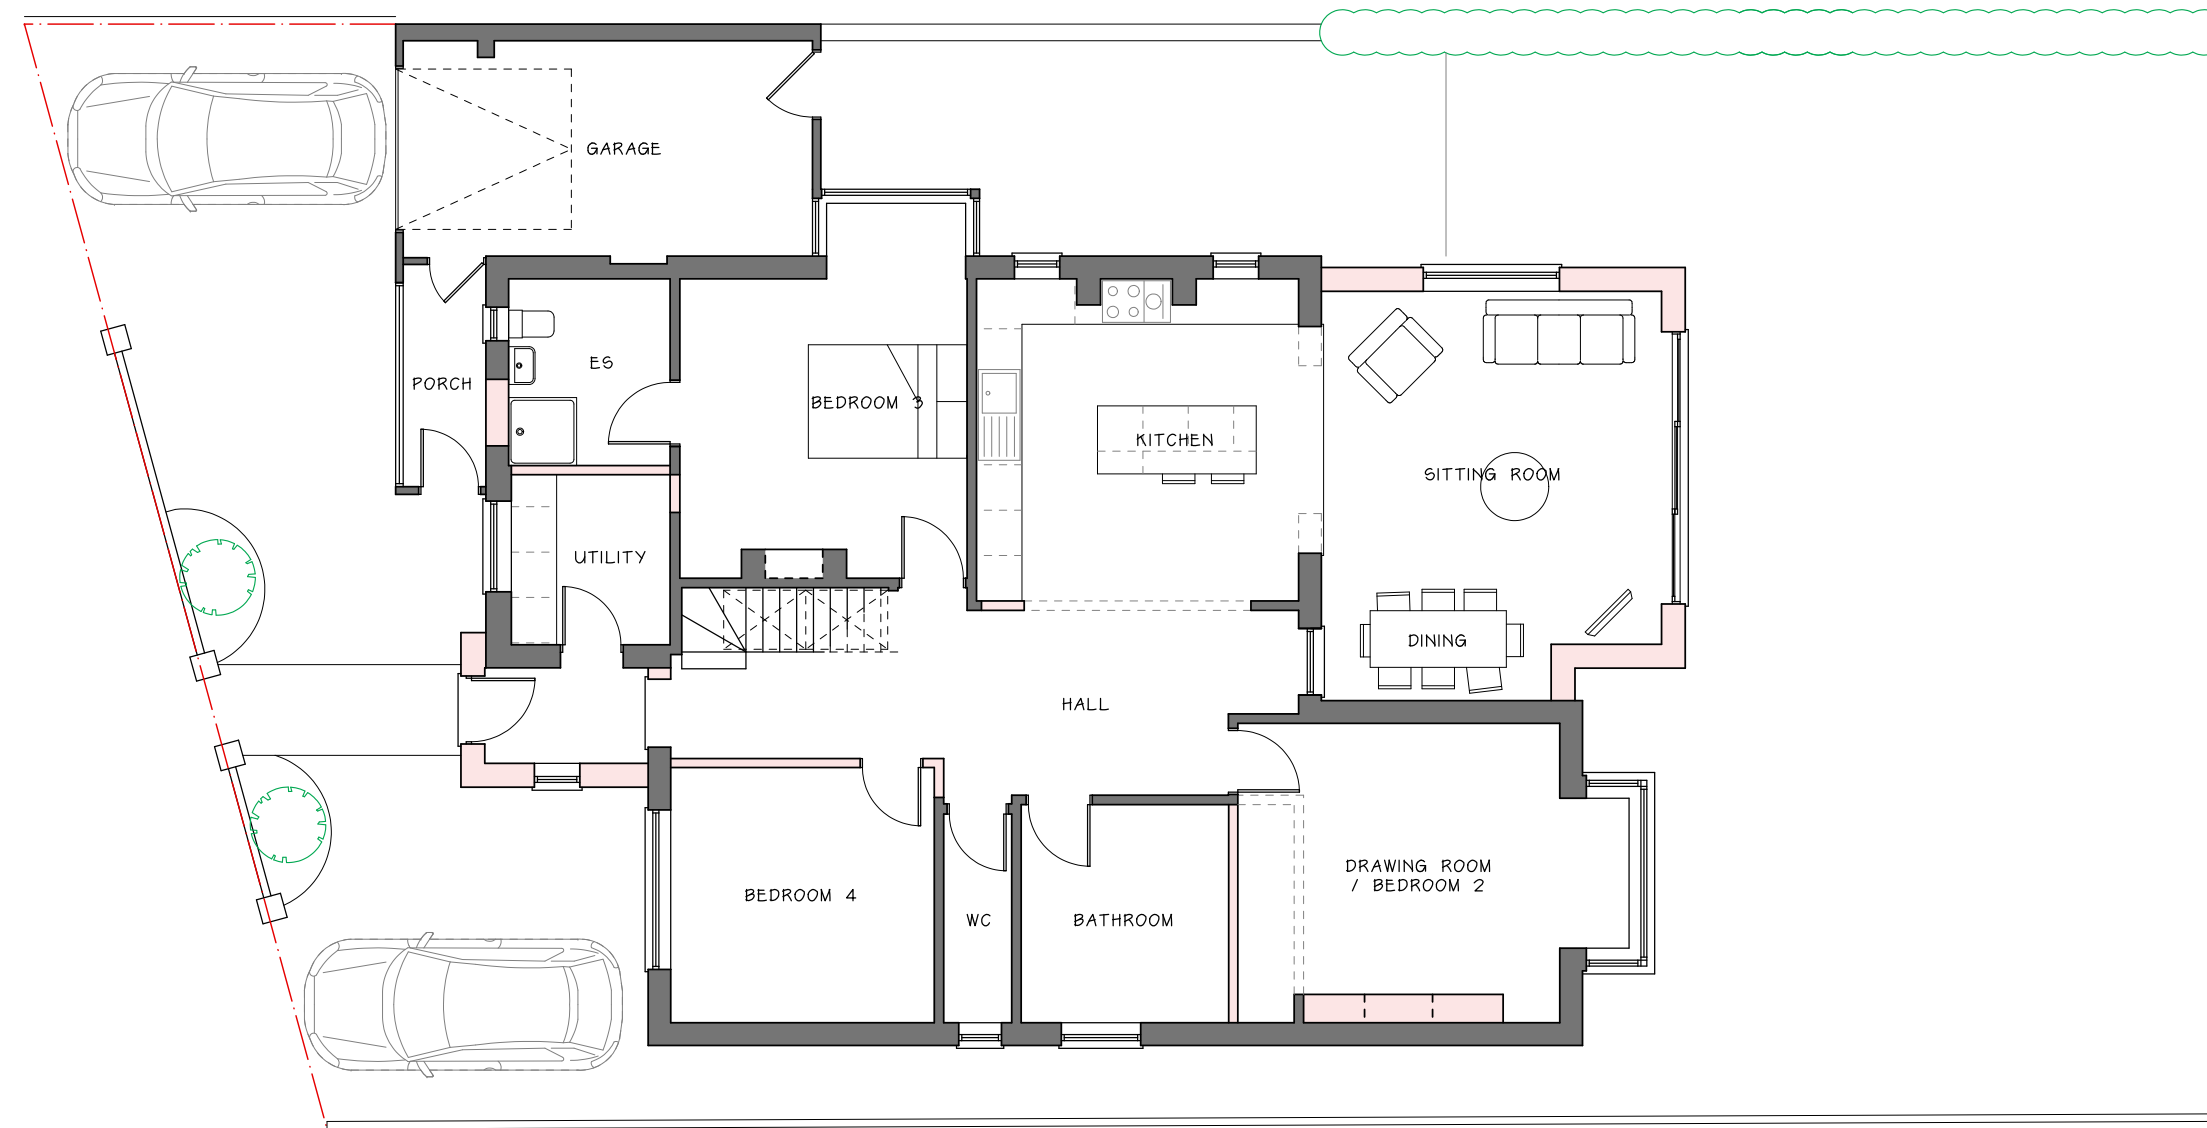 GARAGE
ES
PORCH
BEDROOM 3
KITCHEN
SITTING ROOM
UTILITY
DINING
HALL
DRAWING ROOM
/ BEDROOM 2
BEDROOM 4
WC
BATHROOM